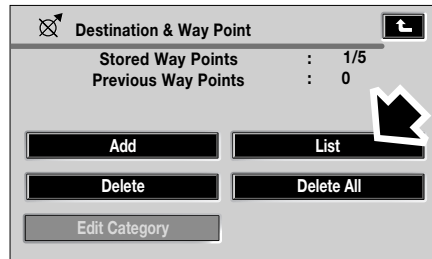 Destination & Way Point
Stored Way Points : 1/5
Previous Way Points : 0
Add List
Delete Delete All
Edit Category